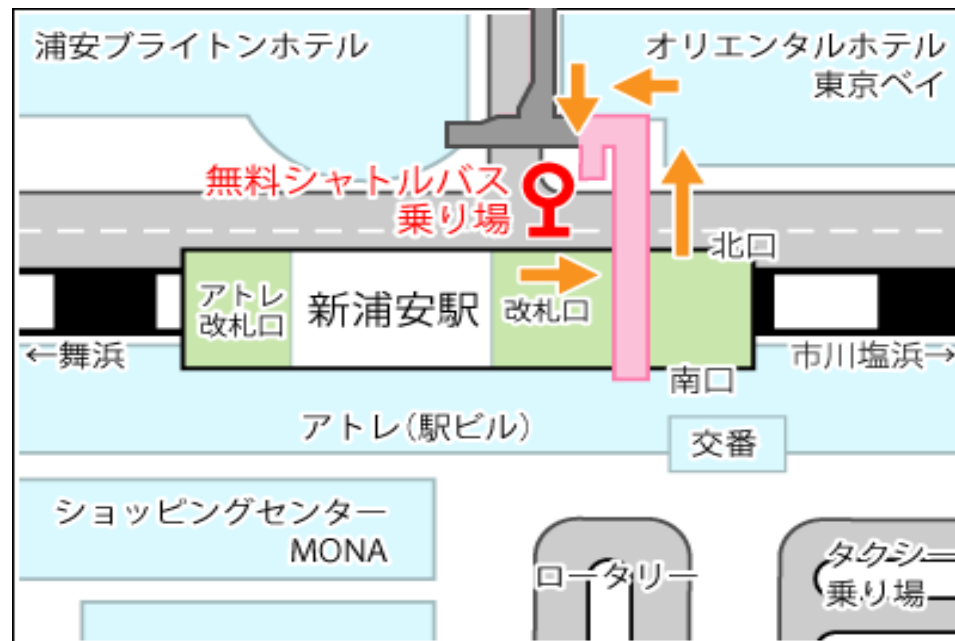 浦安ブライトンホテル
オリエンタルホテル
東京ベイ
無料シャトルバス
乗り場
北口
アトレ
改札口
新浦安駅
改札口
←舞浜
市川塩浜→
南口
アトレ(駅ビル)
交番
ショッピングセンター
MONA
ロータリー
タクシー
乗り場